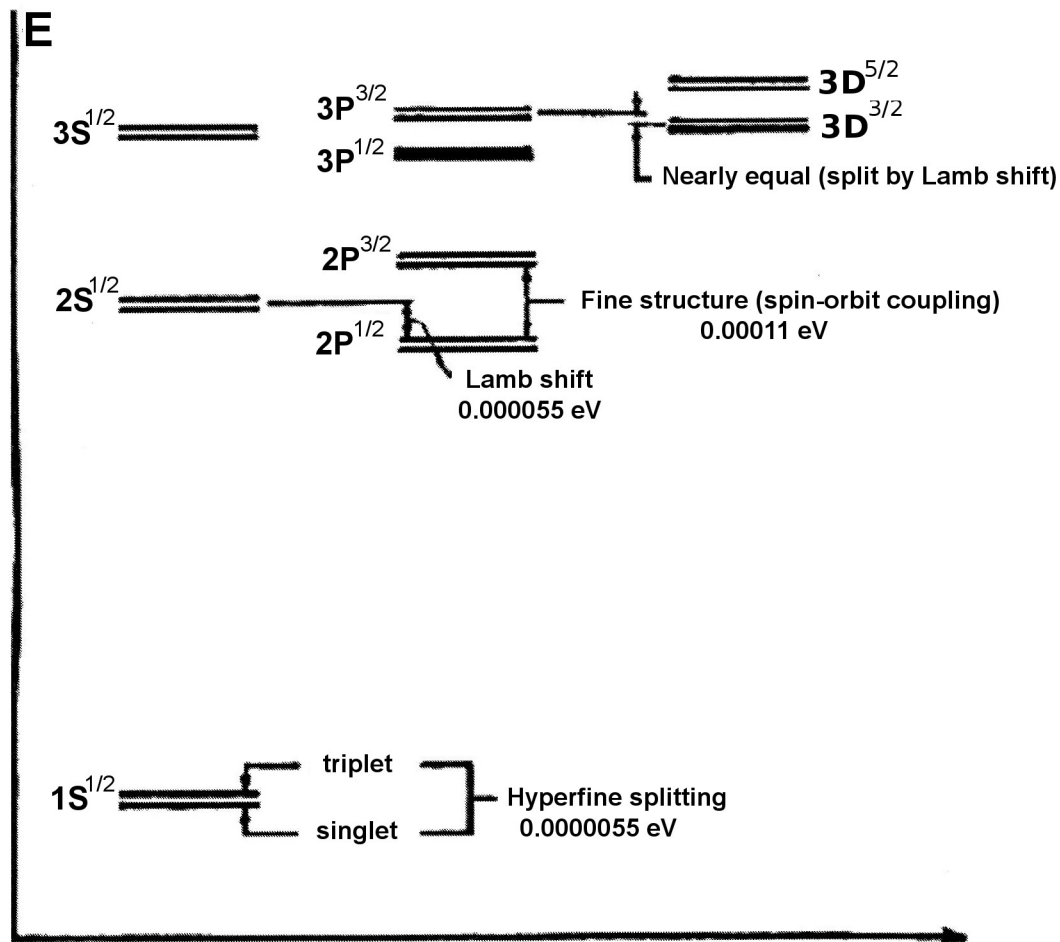 E
3S1/2
3P3/2
3P1/2
3D5/2
3D3/2
Nearly equal (split by Lamb shift)
2S1/2
2P3/2
2P1/2
Fine structure (spin-orbit coupling)
0.00011 eV
Lamb shift
0.000055 eV
1S1/2
triplet
singlet
Hyperfine splitting
0.0000055 eV